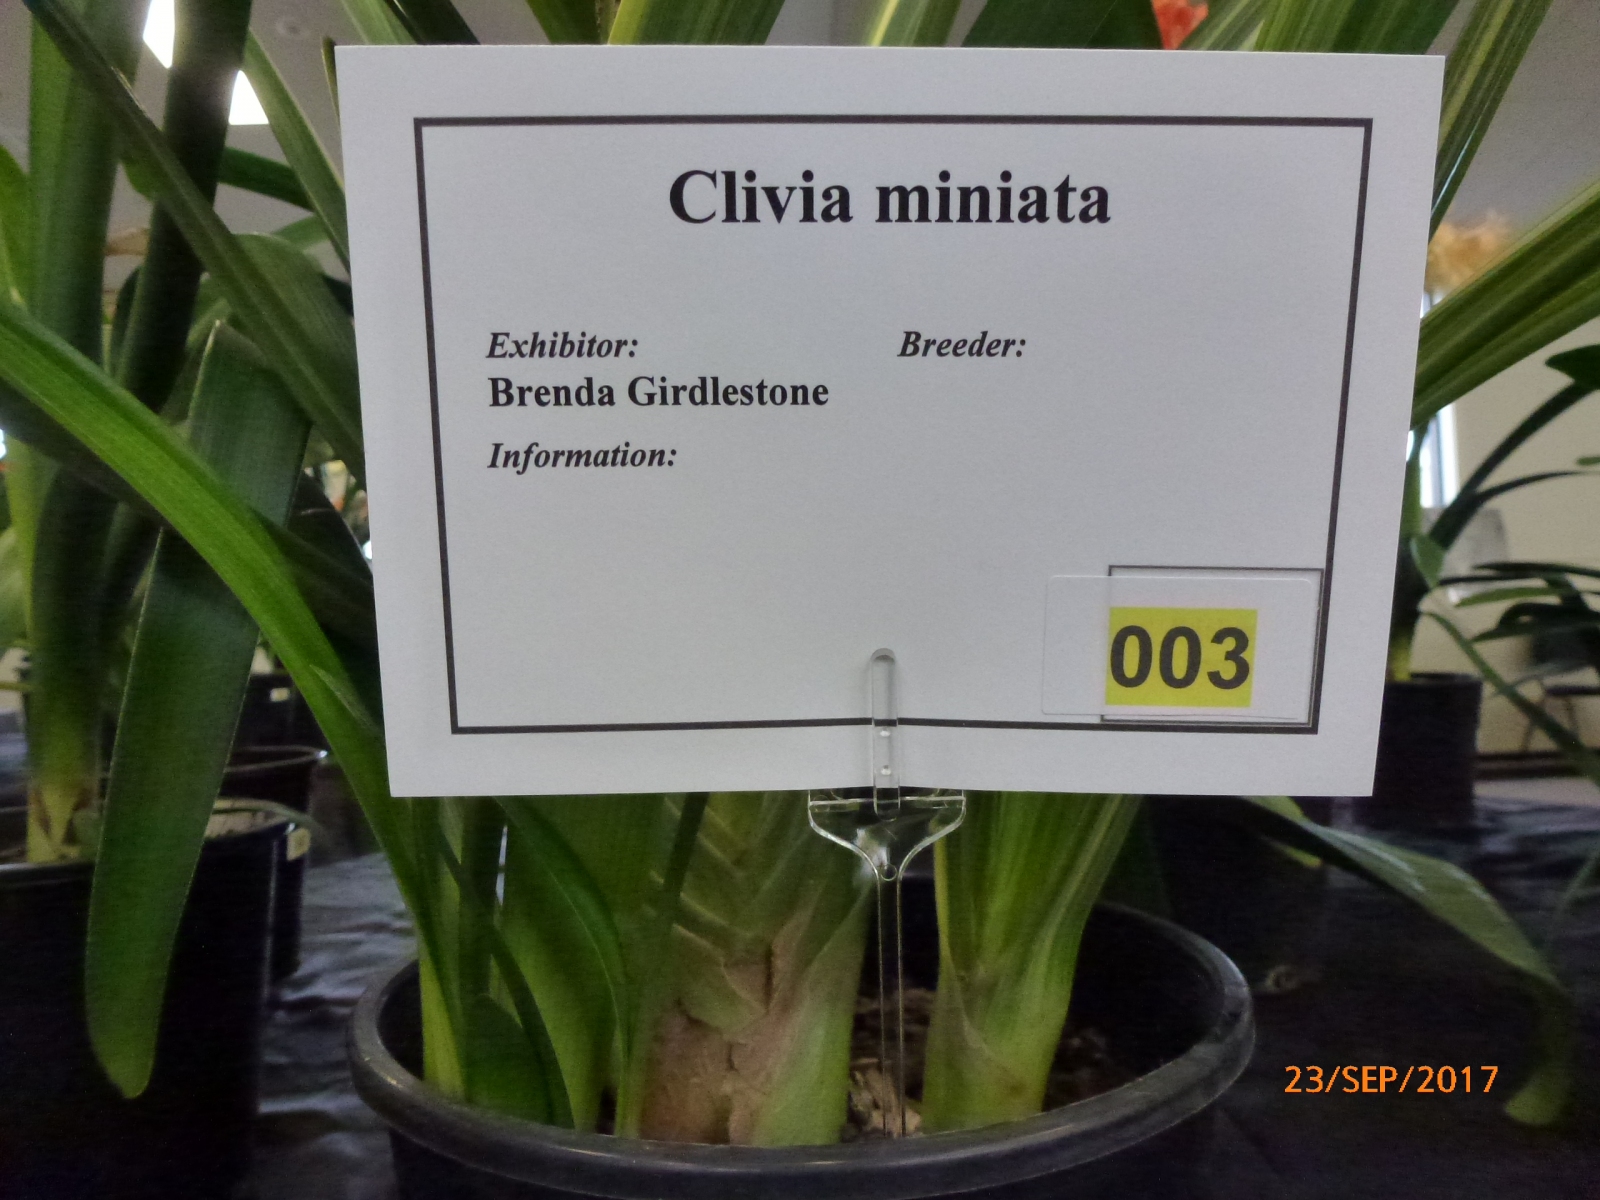 Clivia miniata
Exhibitor: Breeder:
Brenda Girdlestone
Information:
003
23/SEP/2017